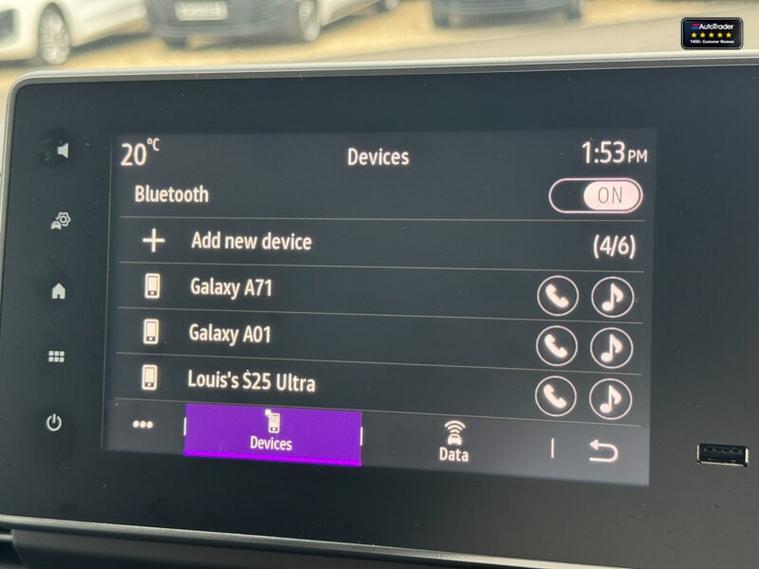 AutoTrader
20°C
Devices
1:53PM
Bluetooth
ON
Add new device
(4/6)
Galaxy A71
Galaxy A01
Louis's S25 Ultra
Devices
Data